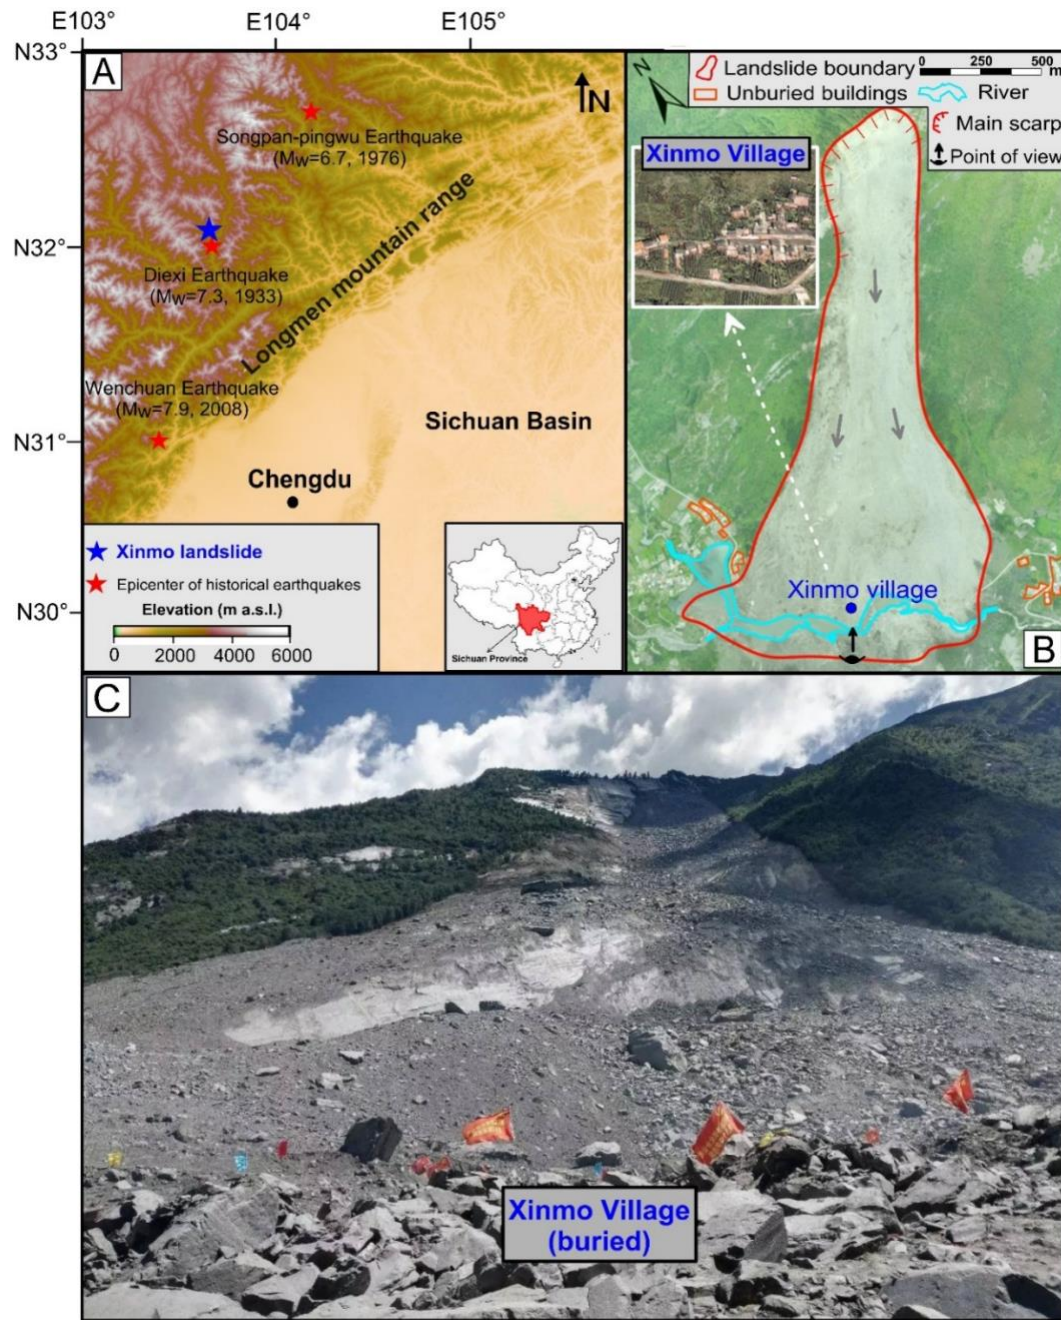 E103°
E104°
E105°
N33°
A
N
Songpan-pingwu Earthquake
(Mw=6.7, 1976)
N32°
Diexi Earthquake
(Mw=7.3, 1933)
Longmen mountain range
Wenchuan Earthquake
(Mw=7.9, 2008)
N31°
Sichuan Basin
Chengdu
Xinmo landslide
Epicenter of historical earthquakes
N30°
Elevation (m a.s.l.)
0 2000 4000 6000
Sichuan Province
N
Landslide boundary
0 250 500 m
Unburied buildings
River
Main scarp
Point of view
Xinmo Village
Xinmo village
B
C
Xinmo Village
(buried)